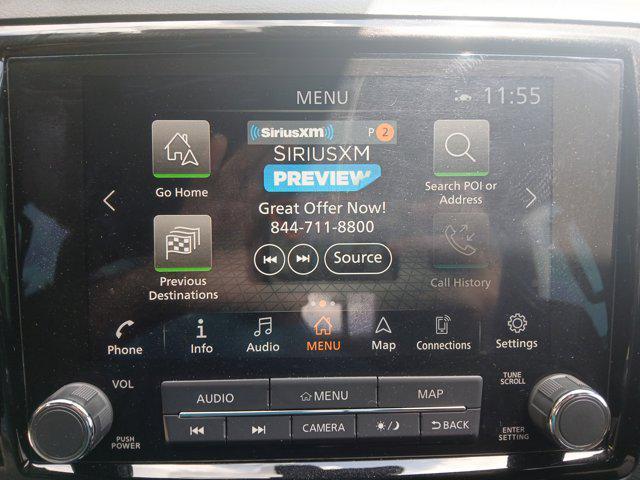 MENU
11:55
SiriusXM P 2
SIRIUSXM
PREVIEW
Great Offer Now!
844-711-8800
Source
Go Home
Previous
Destinations
Search POI or
Address
Call History
Phone
Info
Audio
MENU
Map
Connections
Settings
VOL
PUSH
POWER
AUDIO
MENU
MAP
CAMERA
BACK
TUNE
SCROLL
ENTER
SETTING